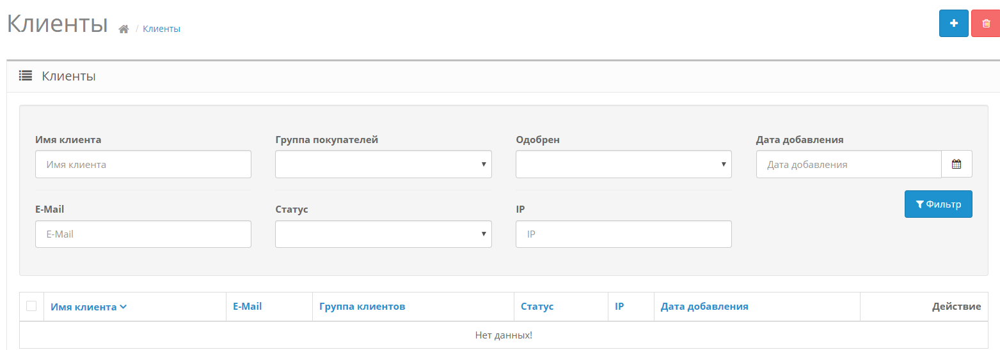 Клиенты / Клиенты
Клиенты
Имя клиента Группа покупателей Одобрен Дата добавления
Имя клиента Дата добавления
Фильтр
E-Mail Статус IP
E-Mail IP
Имя клиента E-Mail Группа клиентов Статус IP Дата добавления Действие
Нет данных!